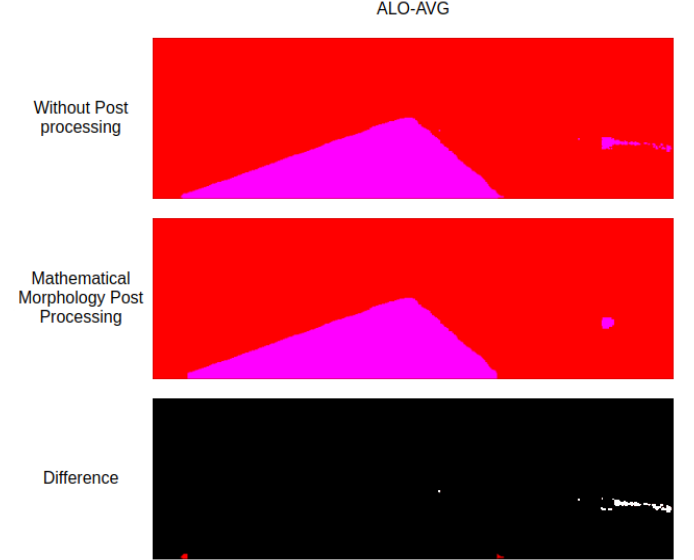 ALO-AVG
Without Post
processing
Mathematical
Morphology Post
Processing
Difference